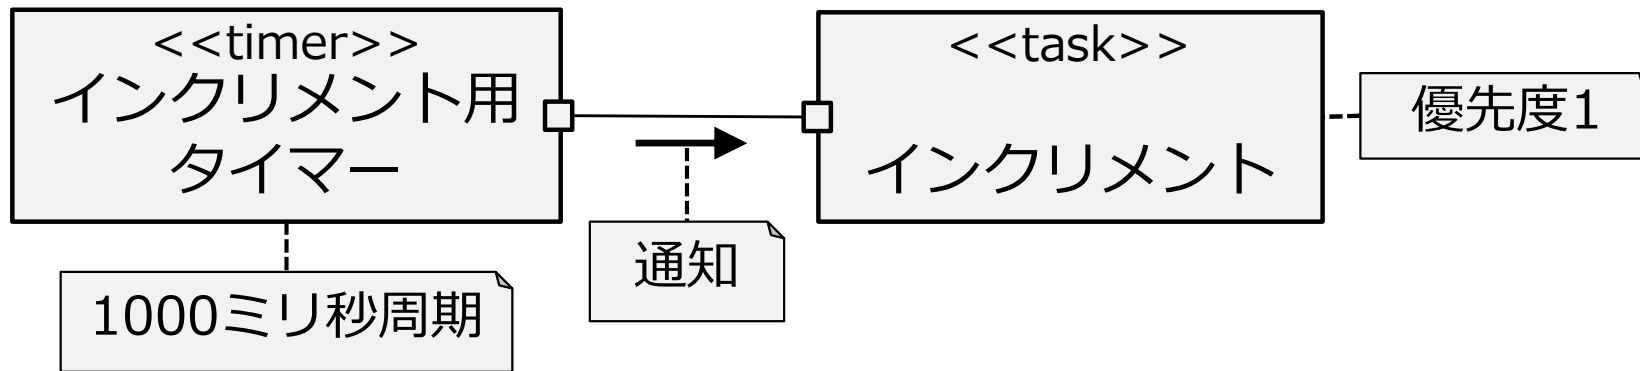 <<timer>>
インクリメント用
タイマー
<<task>>
インクリメント
優先度1
通知
1000ミリ秒周期